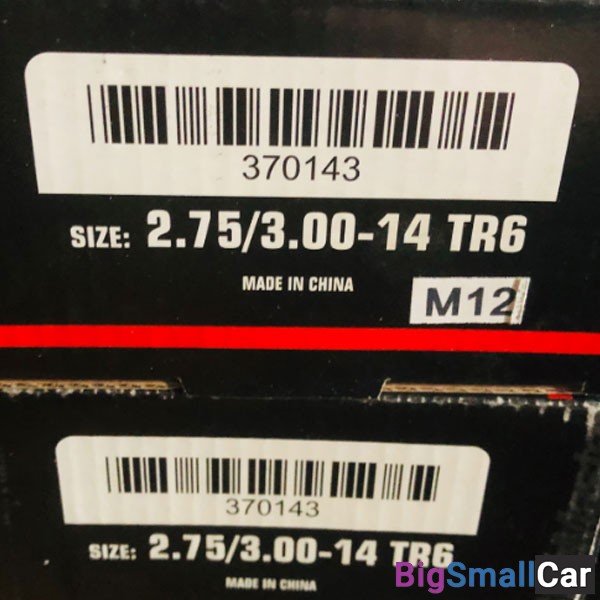 370143
SIZE: 2.75/3.00-14 TR6
MADE IN CHINA
M12
370143
SIZE: 2.75/3.00-14 TR6
MADE IN CHINA
BigSmallCar